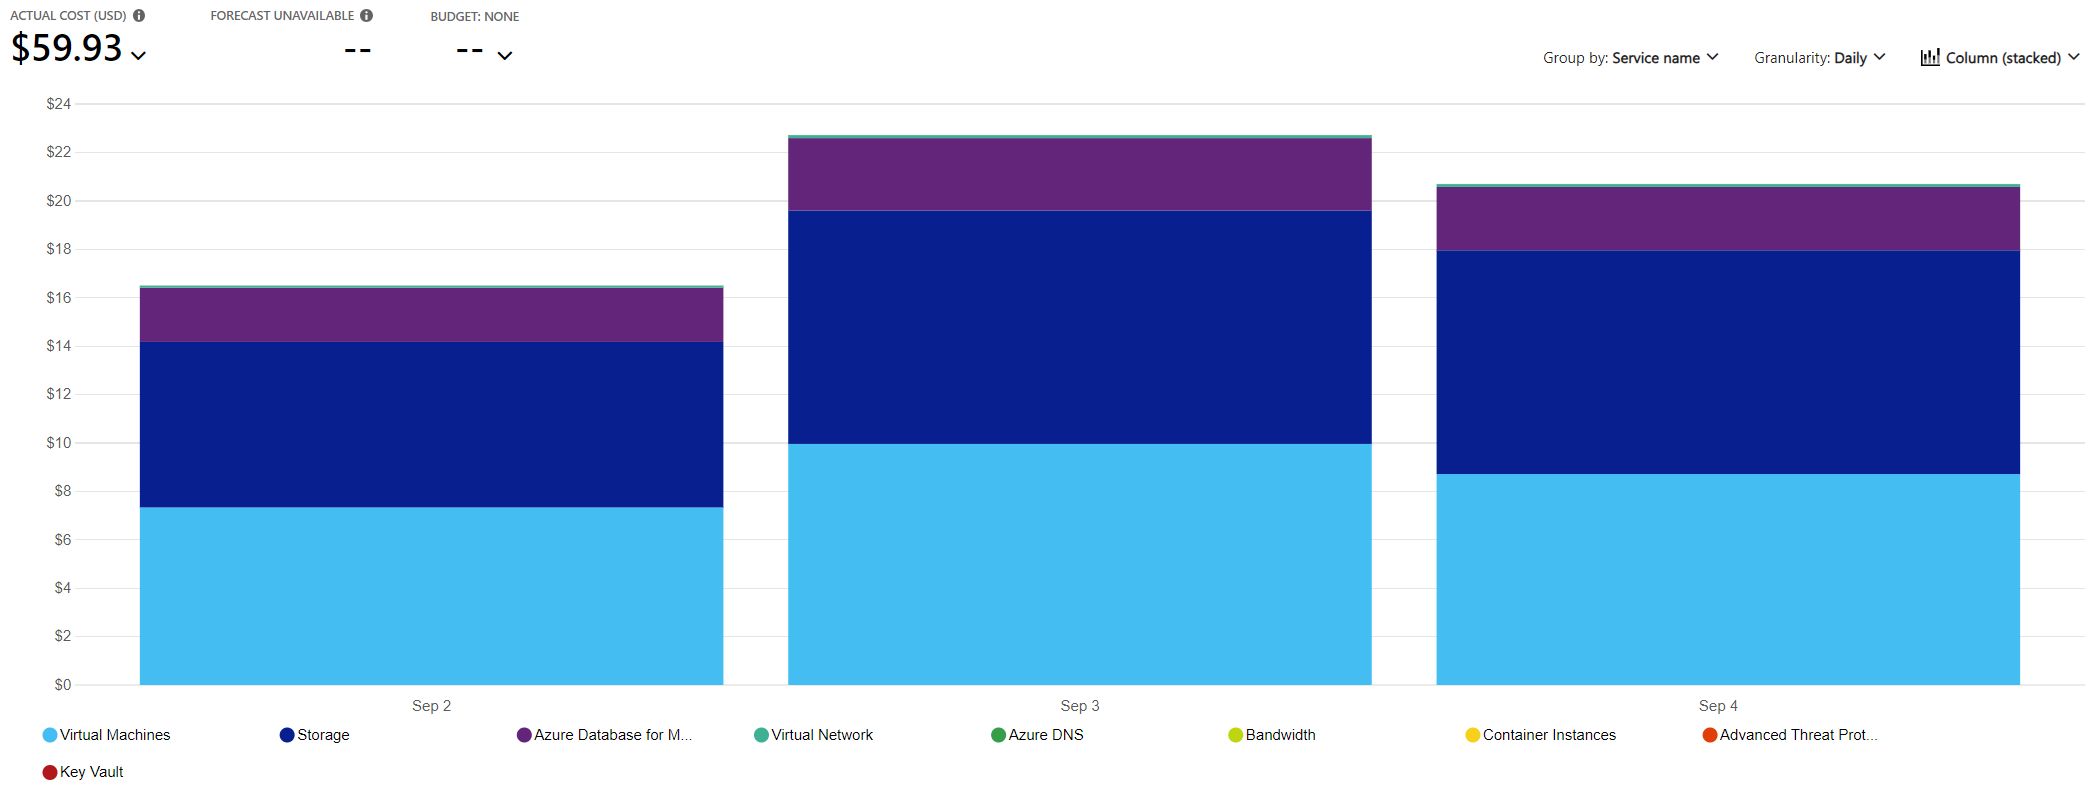 ACTUAL COST (USD)
FORECAST UNAVAILABLE
BUDGET: NONE
$59.93
--
--
Group by: Service name
Granularity: Daily
Column (stacked)
$24
$22
$20
$18
$16
$14
$12
$10
$8
$6
$4
$2
$0
Sep 2
Sep 3
Sep 4
Virtual Machines
Storage
Azure Database for M...
Virtual Network
Azure DNS
Bandwidth
Container Instances
Advanced Threat Prot...
Key Vault